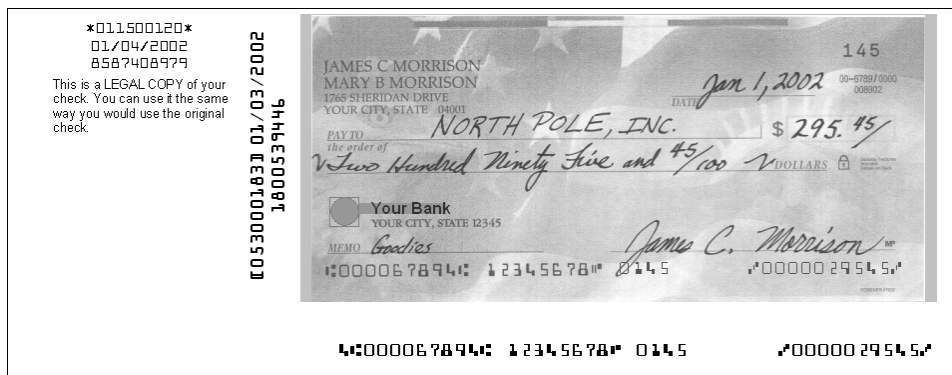 *011500120*
01/04/2002
8587408979
This is a LEGAL COPY of your
check. You can use it the same
way you would use the original
check.
[053000183] 01/03/2002
1800539446
145
JAMES C MORRISON
MARY B MORRISON
1765 SHERIDAN DRIVE
YOUR CITY, STATE 04001
DATE Jan 1, 2002
00-6789/0000
008902
PAY TO
the order of NORTH POLE, INC. $ 295. 45/
Two Hundred Ninety Five and 45/100 DOLLARS
Your Bank
YOUR CITY, STATE 12345
MEMO Goodies
James C. Morrison MP
⑆000067894⑆ 12345678⑈ 0145 ⑇0000029545⑇
4⑆000067894⑆ 12345678⑈ 0145 ⑇0000029545⑇